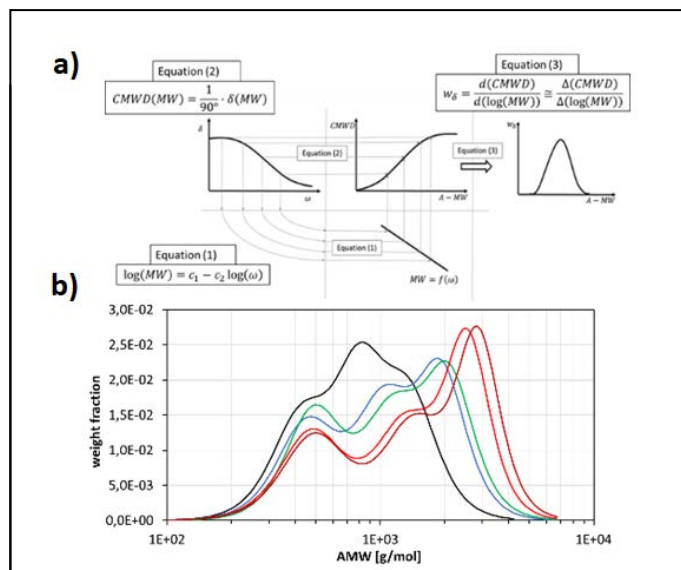 a)
Equation (2)
CMWD(MW) = 1/90° · δ(MW)
Equation (3)
w_δ = d(CMWD)/d(log(MW)) ≅ Δ(CMWD)/Δ(log(MW))
δ
ω
Equation (2)
CMWD
A − MW
Equation (3)
w_δ
A − MW
Equation (1)
MW = f(ω)
Equation (1)
log(MW) = c₁ − c₂ log(ω)
b)
weight fraction
3,0E-02
2,5E-02
2,0E-02
1,5E-02
1,0E-02
5,0E-03
0,0E+00
1E+02
1E+03
1E+04
AMW [g/mol]